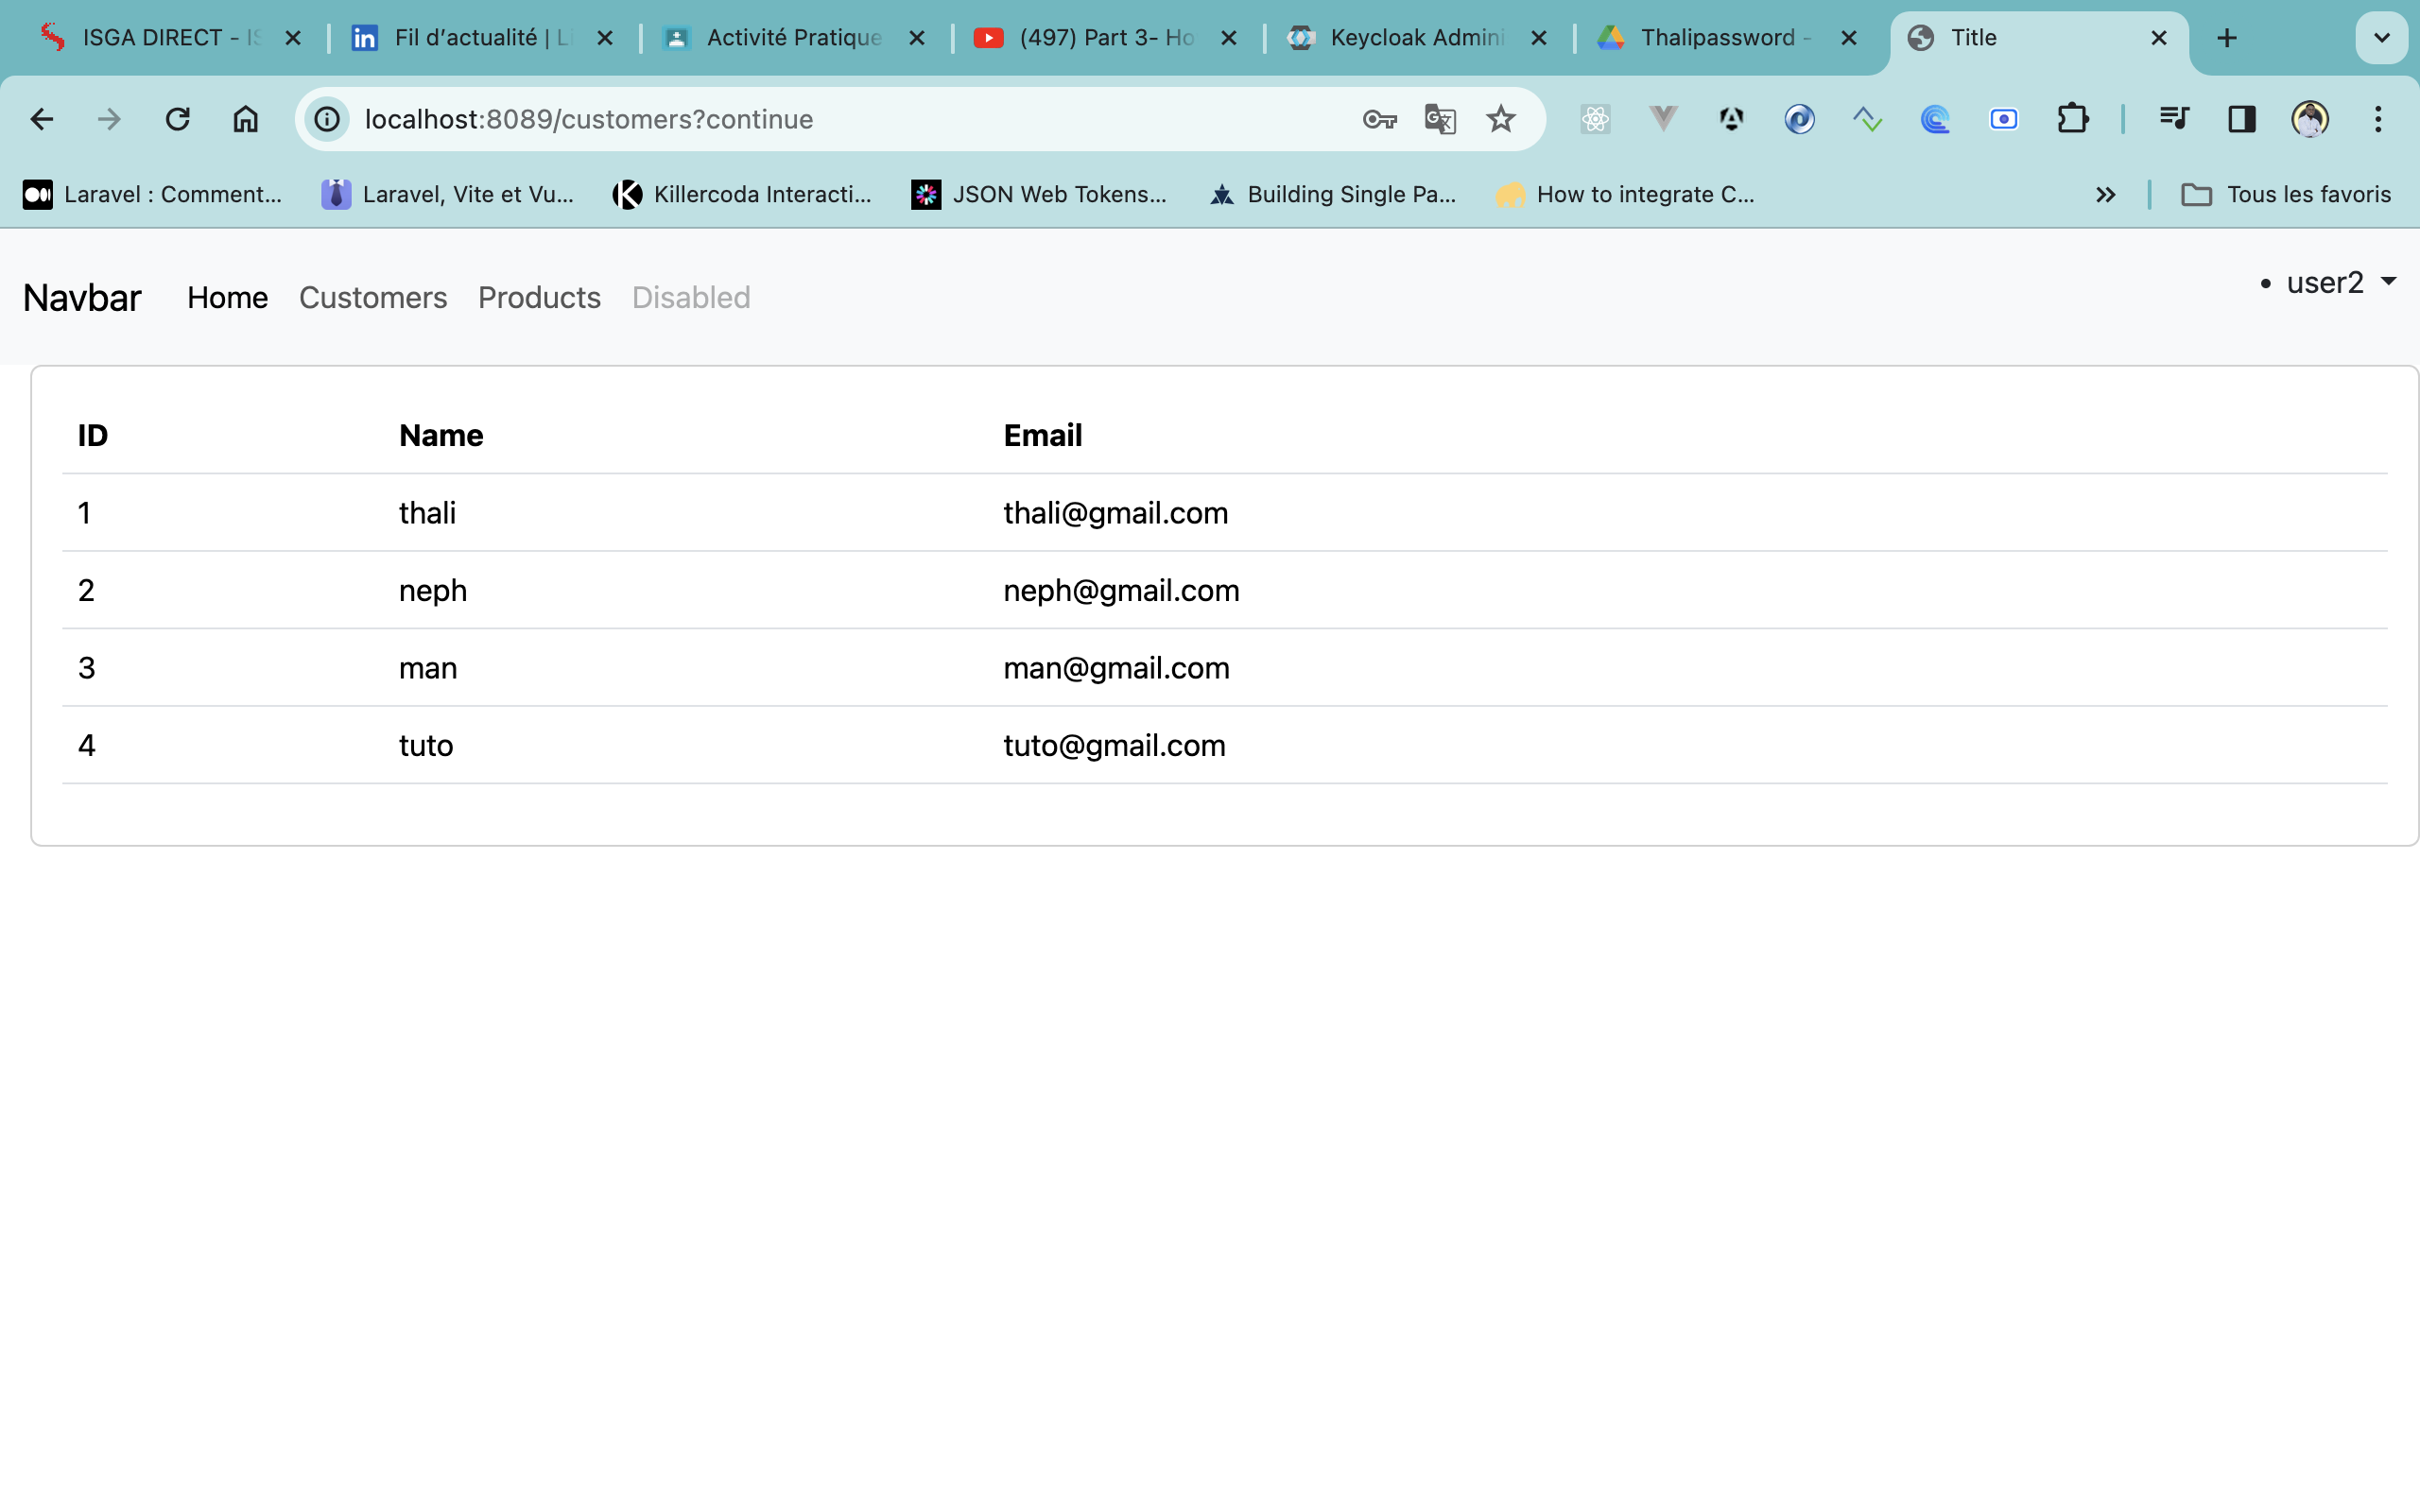 ISGA DIRECT - IS
Fil d'actualité | Li
Activité Pratique
(497) Part 3- Ho
Keycloak Admini
Thalipassword -
Title
localhost:8089/customers?continue
Laravel : Comment...
Laravel, Vite et Vu...
Killercoda Interacti...
JSON Web Tokens...
Building Single Pa...
How to integrate C...
Tous les favoris
Navbar Home Customers Products Disabled
• user2
ID Name Email
1 thali thali@gmail.com
2 neph neph@gmail.com
3 man man@gmail.com
4 tuto tuto@gmail.com